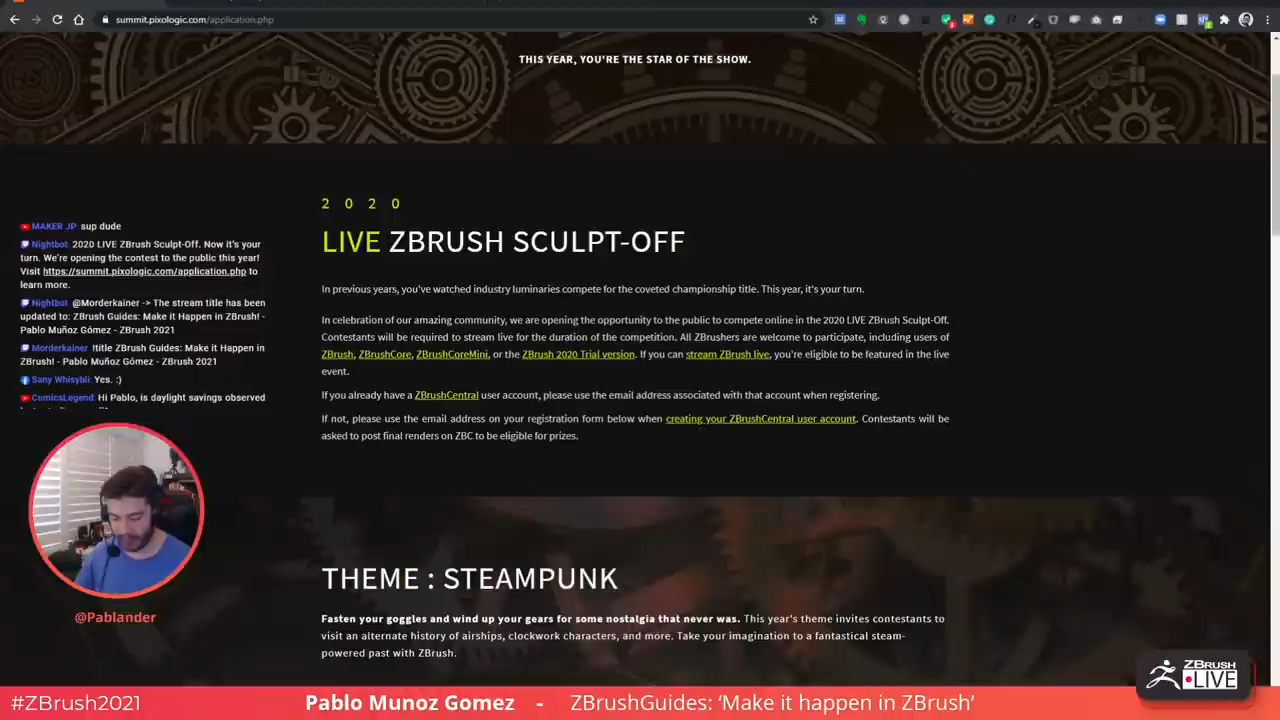 summit.pixologic.com/application.php
THIS YEAR, YOU'RE THE STAR OF THE SHOW.
2020
LIVE ZBRUSH SCULPT-OFF
In previous years, you've watched industry luminaries compete for the coveted championship title. This year, it's your turn.
In celebration of our amazing community, we are opening the opportunity to the public to compete online in the 2020 LIVE ZBrush Sculpt-Off.
Contestants will be required to stream live for the duration of the competition. All ZBrushers are welcome to participate, including users of
ZBrush, ZBrushCore, ZBrushCoreMini, or the ZBrush 2020 Trial version. If you can stream ZBrush live, you're eligible to be featured in the live
event.
If you already have a ZBrushCentral user account, please use the email address associated with that account when registering.
If not, please use the email address on your registration form below when creating your ZBrushCentral user account. Contestants will be
asked to post final renders on ZBC to be eligible for prizes.
MAKER JP: sup dude
Nightbot: 2020 LIVE ZBrush Sculpt-Off. Now it's your
turn. We're opening the contest to the public this year!
Visit https://summit.pixologic.com/application.php to
learn more.
Nightbot: @Morderkainer -> The stream title has been
updated to: ZBrush Guides: Make it Happen in ZBrush! -
Pablo Muñoz Gómez - ZBrush 2021
Morderkainer: !title ZBrush Guides: Make it Happen in
ZBrush! - Pablo Muñoz Gómez - ZBrush 2021
Sany Whisybli: Yes. :)
ComicsLegend: Hi Pablo, is daylight savings observed
@Pablander
THEME : STEAMPUNK
Fasten your goggles and wind up your gears for some nostalgia that never was. This year's theme invites contestants to
visit an alternate history of airships, clockwork characters, and more. Take your imagination to a fantastical steam-
powered past with ZBrush.
ZBRUSH
LIVE
#ZBrush2021
Pablo Munoz Gomez - ZBrushGuides: 'Make it happen in ZBrush'